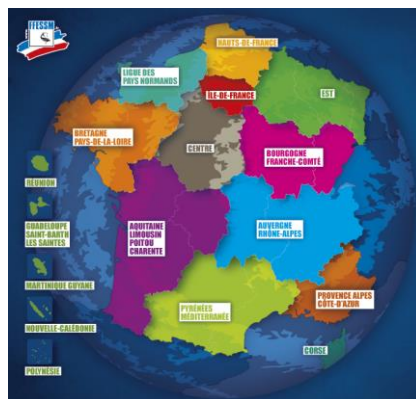 FFESSM
HAUTS-DE-FRANCE
LIGUE DES
PAYS NORMANDS
ÎLE-DE-FRANCE
EST
BRETAGNE
PAYS-DE-LA-LOIRE
CENTRE
BOURGOGNE
FRANCHE-COMTÉ
RÉUNION
GUADELOUPE
SAINT-BARTH
LES SAINTES
AQUITAINE
LIMOUSIN
POITOU
CHARENTE
AUVERGNE
RHÔNE-ALPES
MARTINIQUE GUYANE
PROVENCE ALPES
CÔTE-D'AZUR
PYRÉNÉES
MÉDITERRANÉE
NOUVELLE-CALÉDONIE
CORSE
POLYNÉSIE